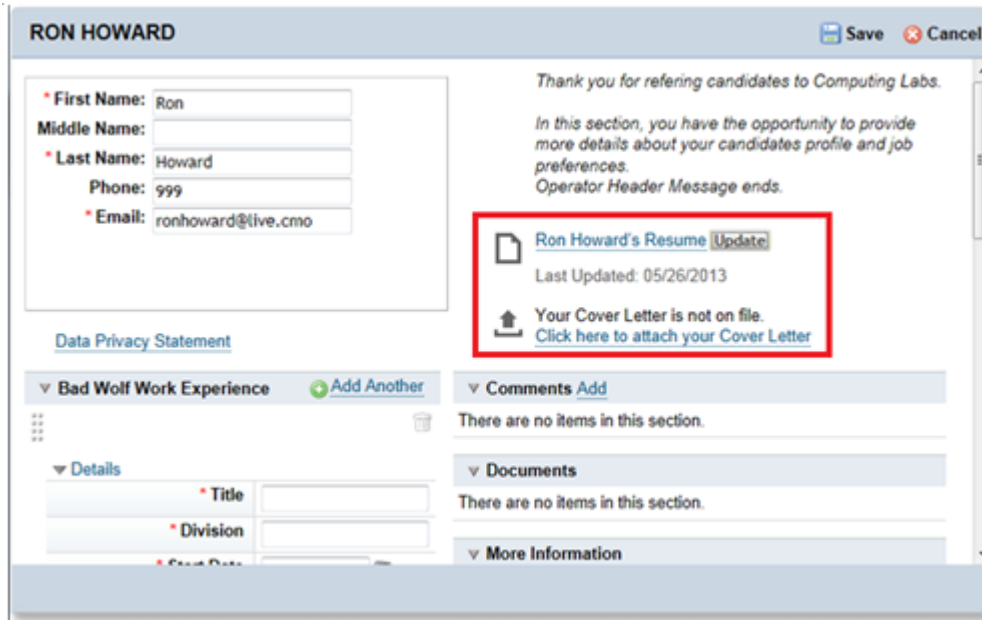 RON HOWARD
Save
Cancel
* First Name: Ron
Middle Name:
* Last Name: Howard
Phone: 999
* Email: ronhoward@live.cmo
Data Privacy Statement
Thank you for refering candidates to Computing Labs.
In this section, you have the opportunity to provide
more details about your candidates profile and job
preferences.
Operator Header Message ends.
Ron Howard's Resume Update
Last Updated: 05/26/2013
Your Cover Letter is not on file.
Click here to attach your Cover Letter
Bad Wolf Work Experience Add Another
Details
* Title
* Division
* Start Date
Comments Add
There are no items in this section.
Documents
There are no items in this section.
More Information